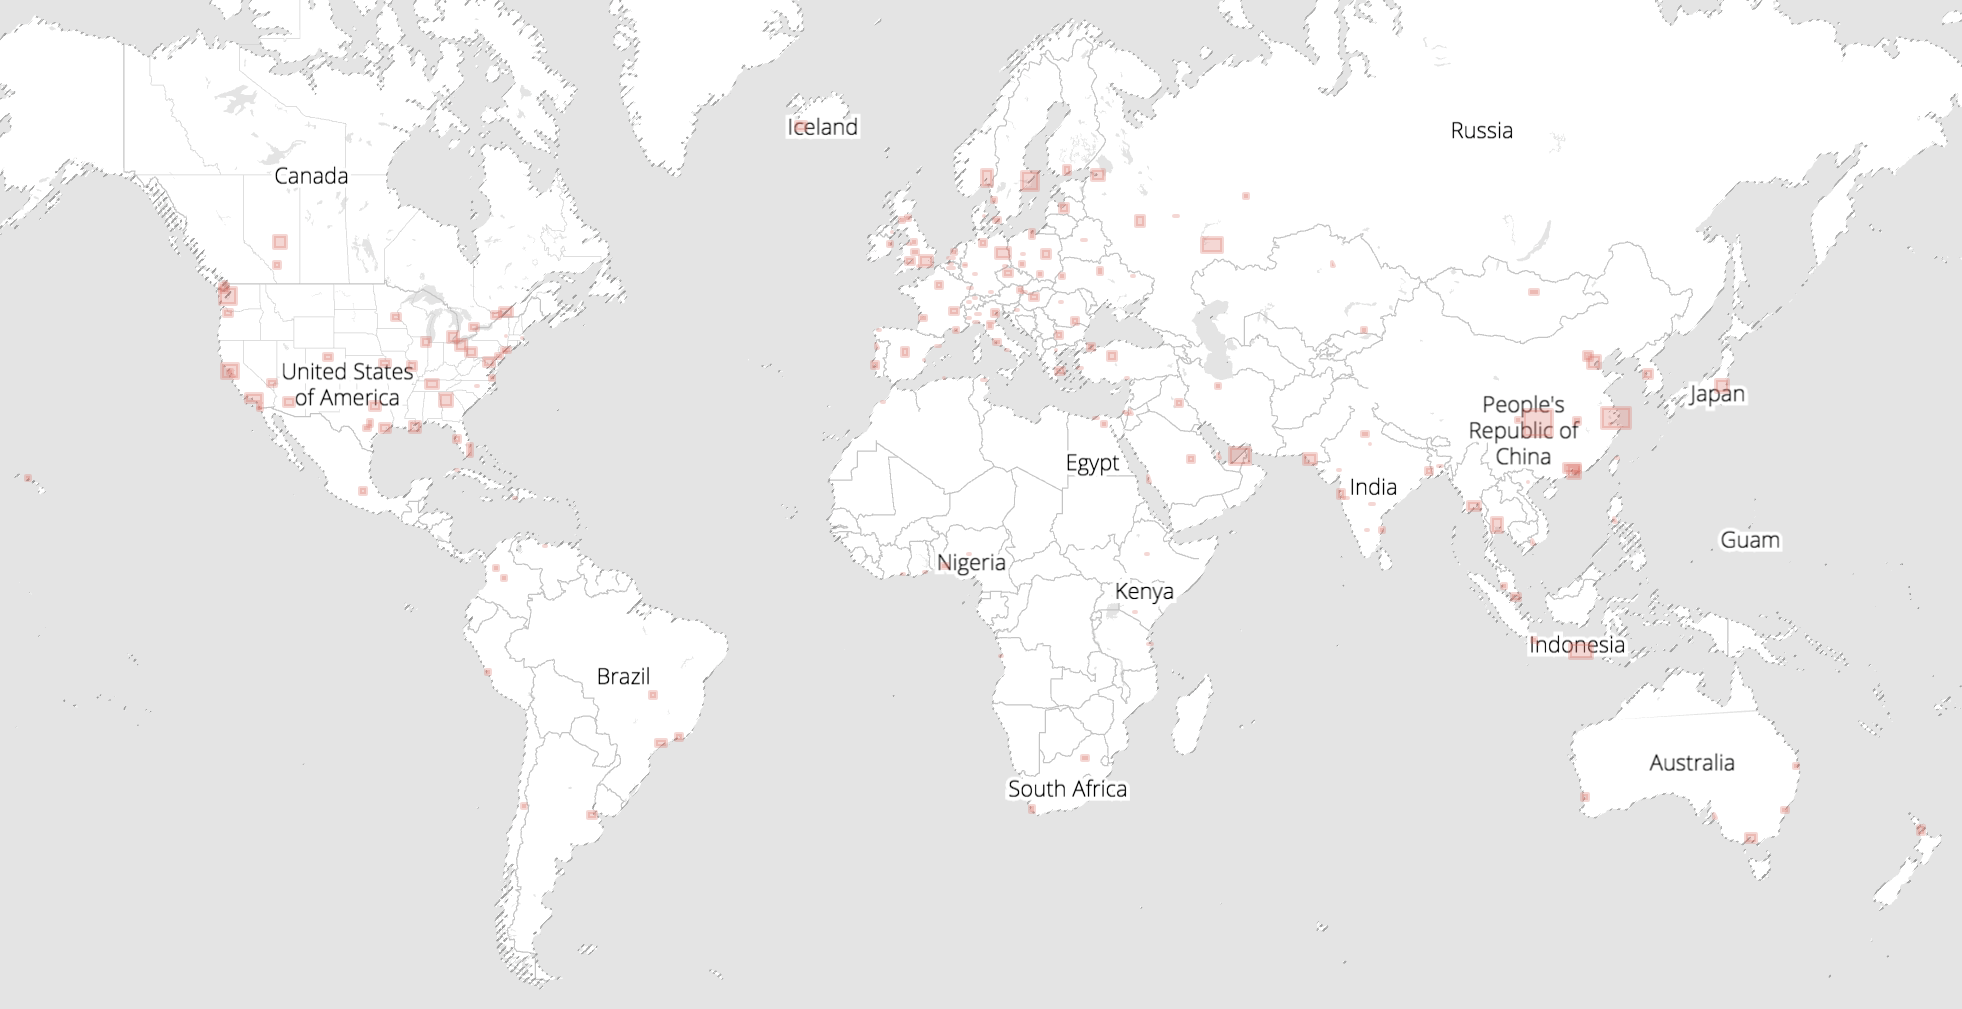 Iceland
Russia
Canada
United States
of America
Japan
People's
Republic of
China
Egypt
India
Guam
Nigeria
Kenya
Indonesia
Brazil
Australia
South Africa